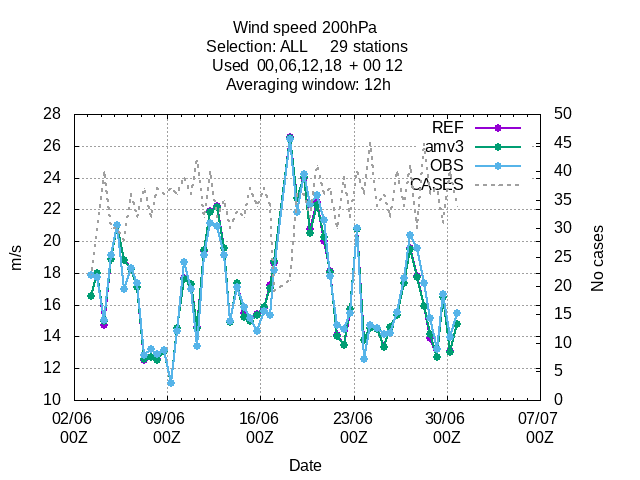 Wind speed 200hPa
Selection: ALL 29 stations
Used 00,06,12,18 + 00 12
Averaging window: 12h
28 50
26 45
24 40
22 35
20 30
18 25
16 20
14 15
12 10
10 5
0
REF
amv3
OBS
CASES
m/s
No cases
02/06 09/06 16/06 23/06 30/06 07/07
00Z 00Z 00Z 00Z 00Z 00Z
Date